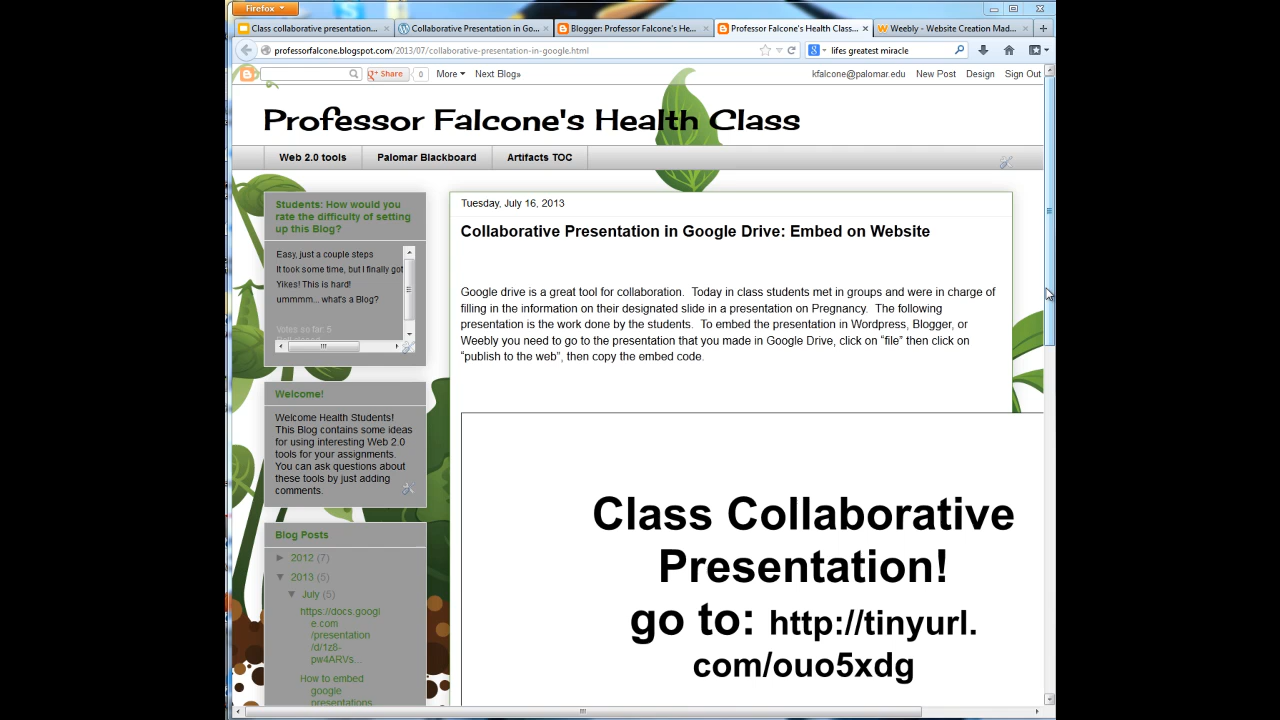 Firefox
Class collaborative presentation...
Collaborative Presentation in Go...
Blogger: Professor Falcone's He...
Professor Falcone's Health Class...
Weebly - Website Creation Mad...
professorfalcone.blogspot.com/2013/07/collaborative-presentation-in-google.html
lifes greatest miracle
Share
0
More
Next Blog»
kfalcone@palomar.edu
New Post
Design
Sign Out
Professor Falcone's Health Class
Web 2.0 tools
Palomar Blackboard
Artifacts TOC
Students: How would you
rate the difficulty of setting
up this Blog?
Easy, just a couple steps
It took some time, but I finally got
Yikes! This is hard!
ummmm... what's a Blog?
Votes so far: 5
Welcome!
Welcome Health Students!
This Blog contains some ideas
for using interesting Web 2.0
tools for your assignments.
You can ask questions about
these tools by just adding
comments.
Blog Posts
► 2012 (7)
▼ 2013 (5)
▼ July (5)
https://docs.googl
e.com
/presentation
/d/1z8-
pw4ARVs...
How to embed
google
presentations
Tuesday, July 16, 2013
Collaborative Presentation in Google Drive: Embed on Website
Google drive is a great tool for collaboration.  Today in class students met in groups and were in charge of
filling in the information on their designated slide in a presentation on Pregnancy.  The following
presentation is the work done by the students.  To embed the presentation in Wordpress, Blogger, or
Weebly you need to go to the presentation that you made in Google Drive, click on “file” then click on
“publish to the web”, then copy the embed code.
Class Collaborative
Presentation!
go to: http://tinyurl.
com/ouo5xdg